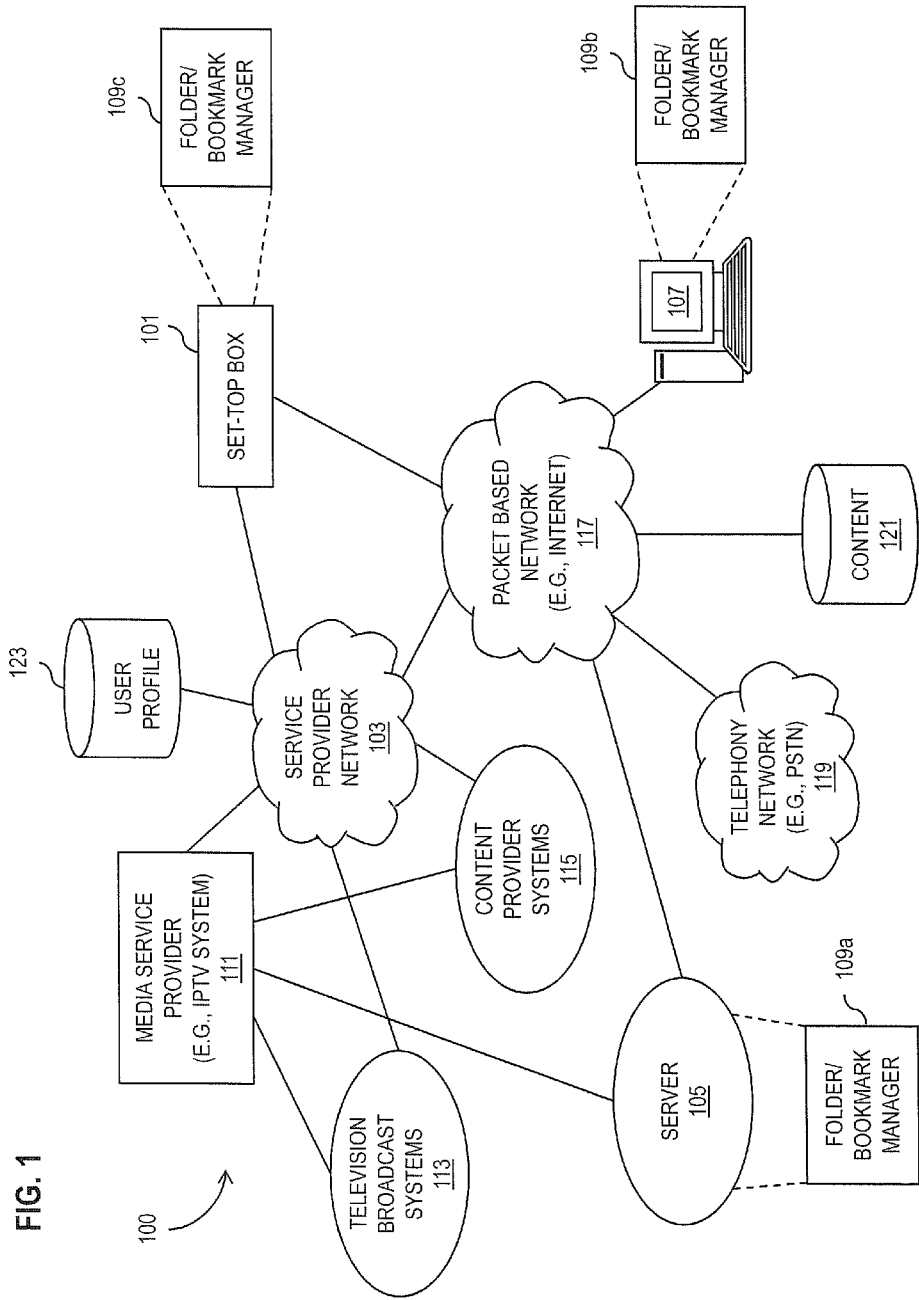 FIG. 1
100
MEDIA SERVICE
PROVIDER
(E.G., IPTV SYSTEM)
111
123
USER
PROFILE
101
SET-TOP BOX
109c
FOLDER/
BOOKMARK
MANAGER
TELEVISION
BROADCAST
SYSTEMS
113
SERVICE
PROVIDER
NETWORK
103
CONTENT
PROVIDER
SYSTEMS
115
PACKET BASED
NETWORK
(E.G., INTERNET)
117
SERVER
105
109a
FOLDER/
BOOKMARK
MANAGER
TELEPHONY
NETWORK
(E.G., PSTN)
119
CONTENT
121
107
109b
FOLDER/
BOOKMARK
MANAGER